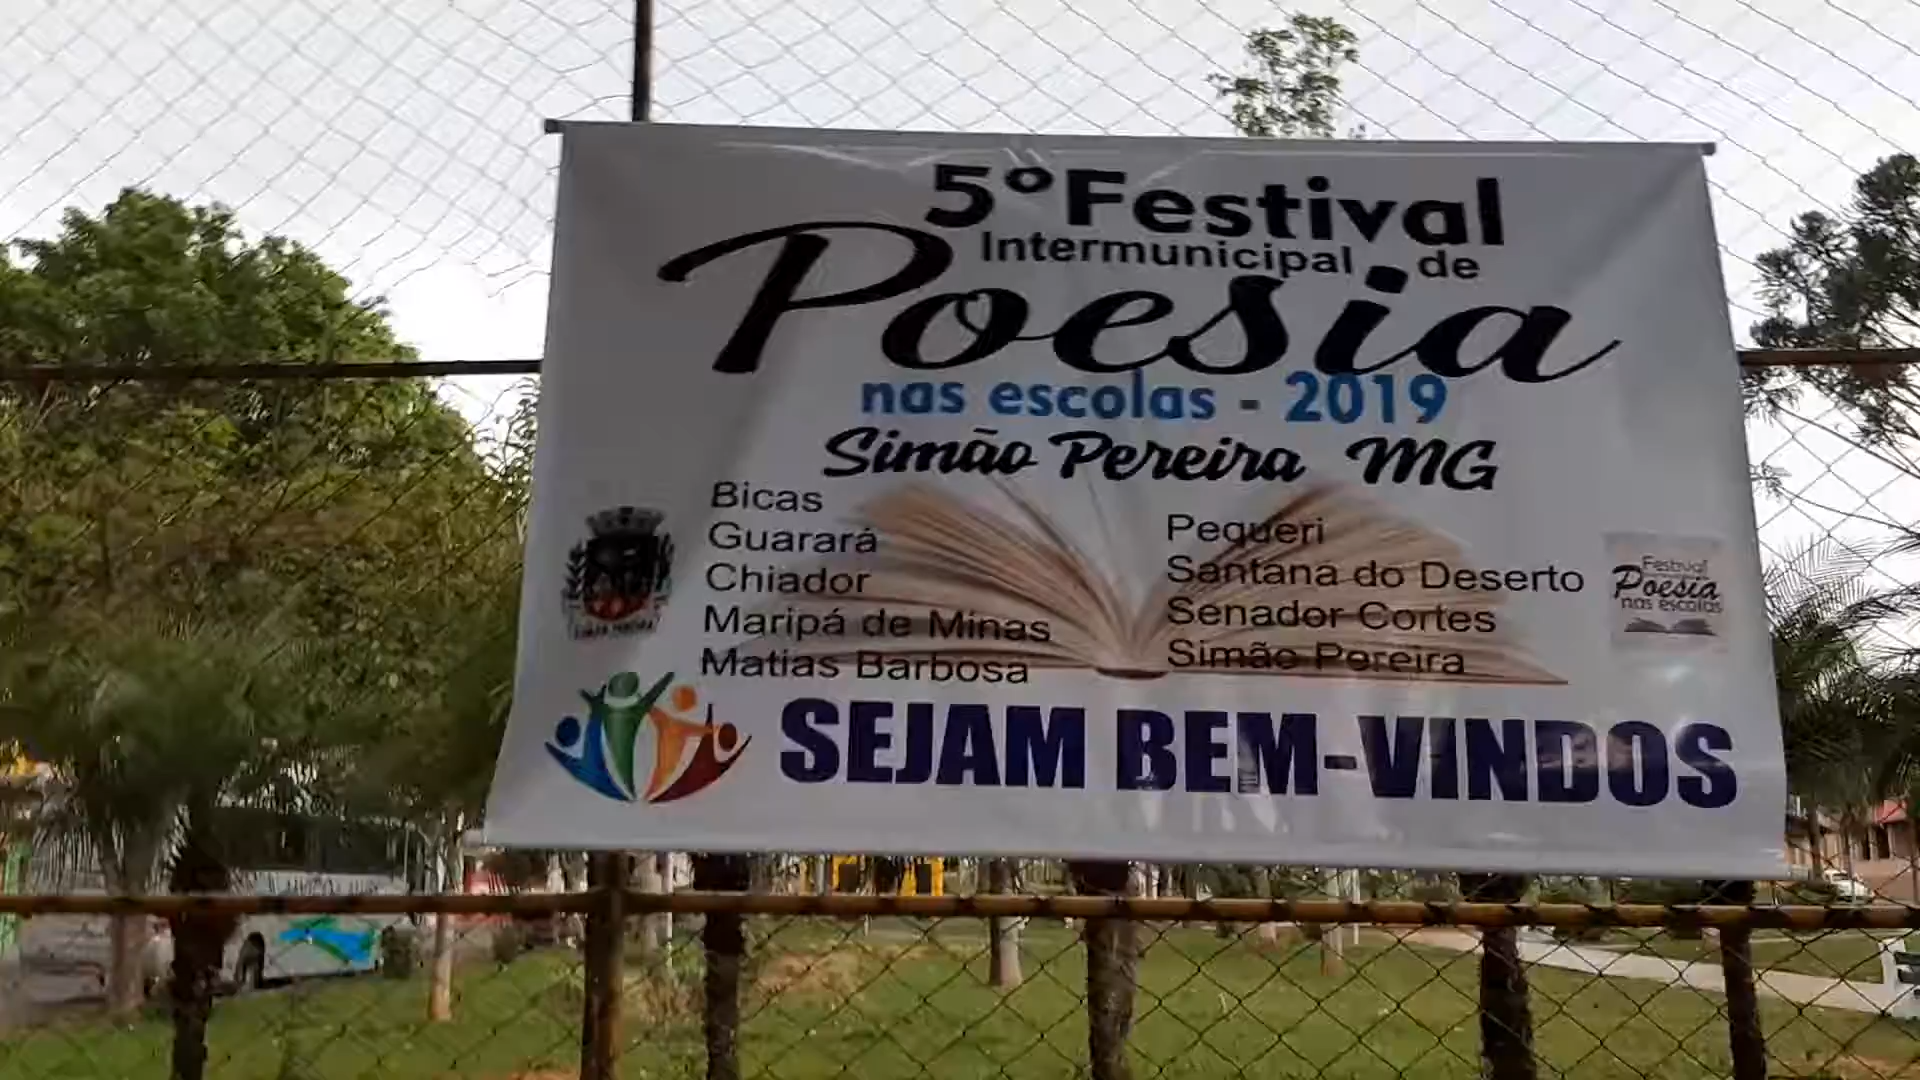 5º Festival
Intermunicipal de
Poesia
nas escolas - 2019
Simão Pereira MG
Bicas
Guarará
Chiador
Maripá de Minas
Matias Barbosa
Pequeri
Santana do Deserto
Senador Cortes
Simão Pereira
Festival
Poesia
nas escolas
SEJAM BEM-VINDOS